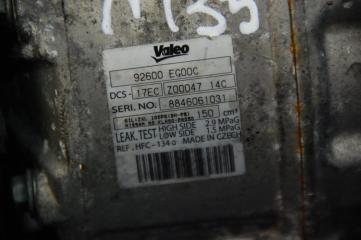 M35
Valeo
92600 EG00C
DCS- 17EC Z00047 14C
SERI.NO. 8846061031
150 cm³
LEAK.TEST HIGH SIDE 2.9 MPaG
LOW SIDE 1.5 MPaG
REF. HFC-134a MADE IN CZECH